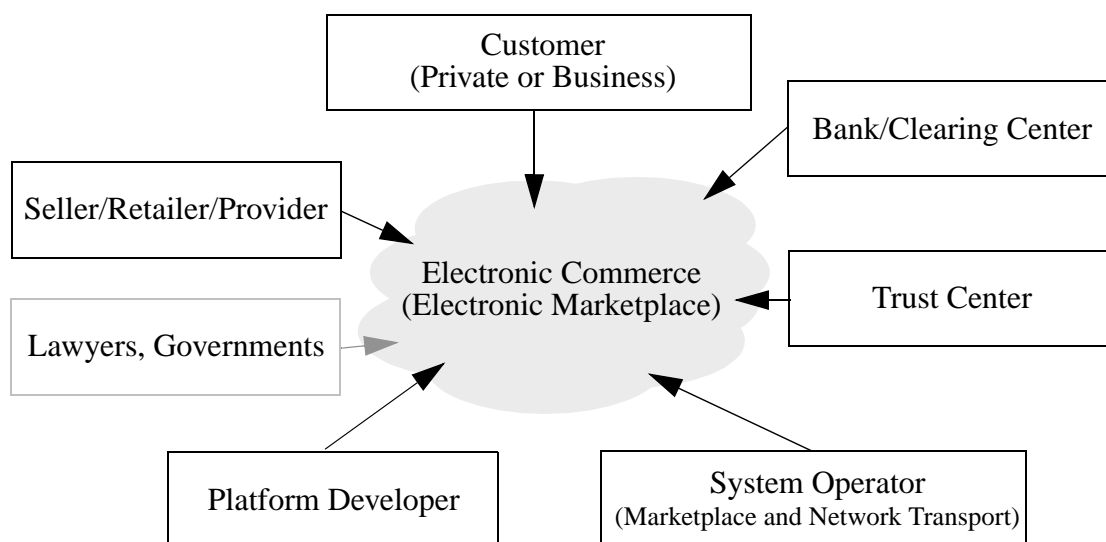 Customer
(Private or Business)
Bank/Clearing Center
Seller/Retailer/Provider
Electronic Commerce
(Electronic Marketplace)
Trust Center
Lawyers, Governments
Platform Developer
System Operator
(Marketplace and Network Transport)